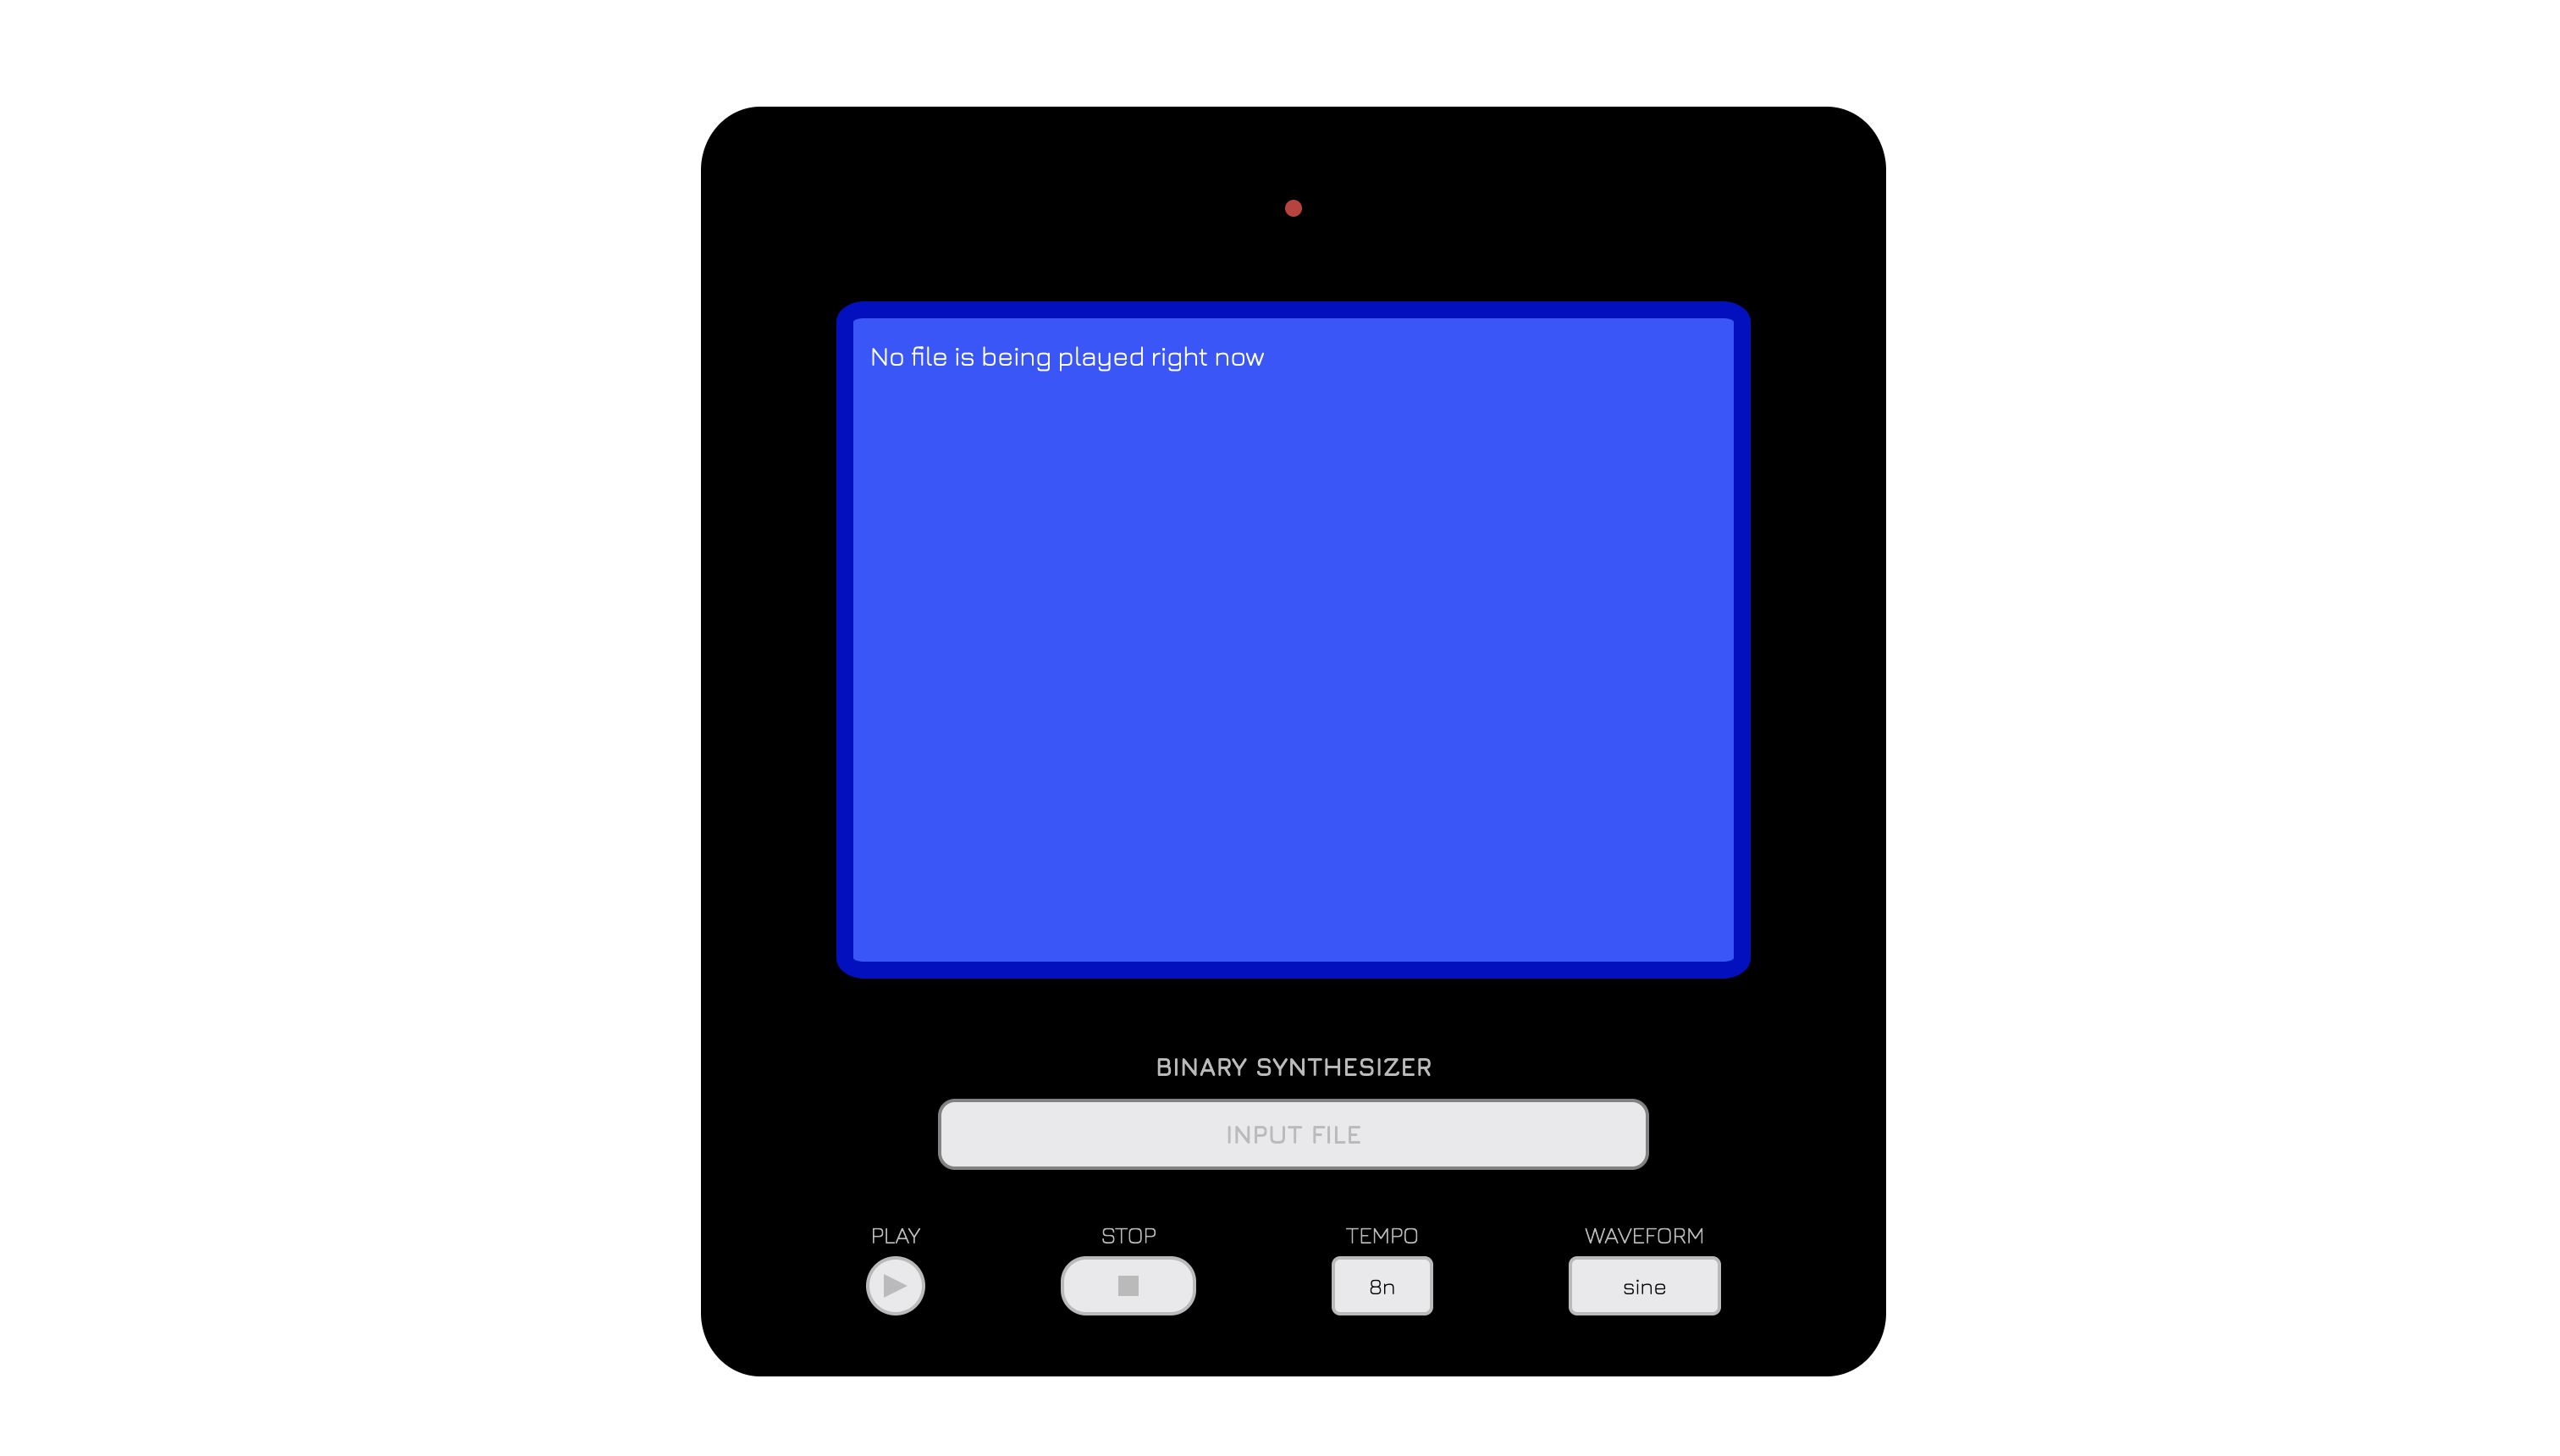 No file is being played right now
BINARY SYNTHESIZER
INPUT FILE
PLAY
STOP
TEMPO
WAVEFORM
8n
sine